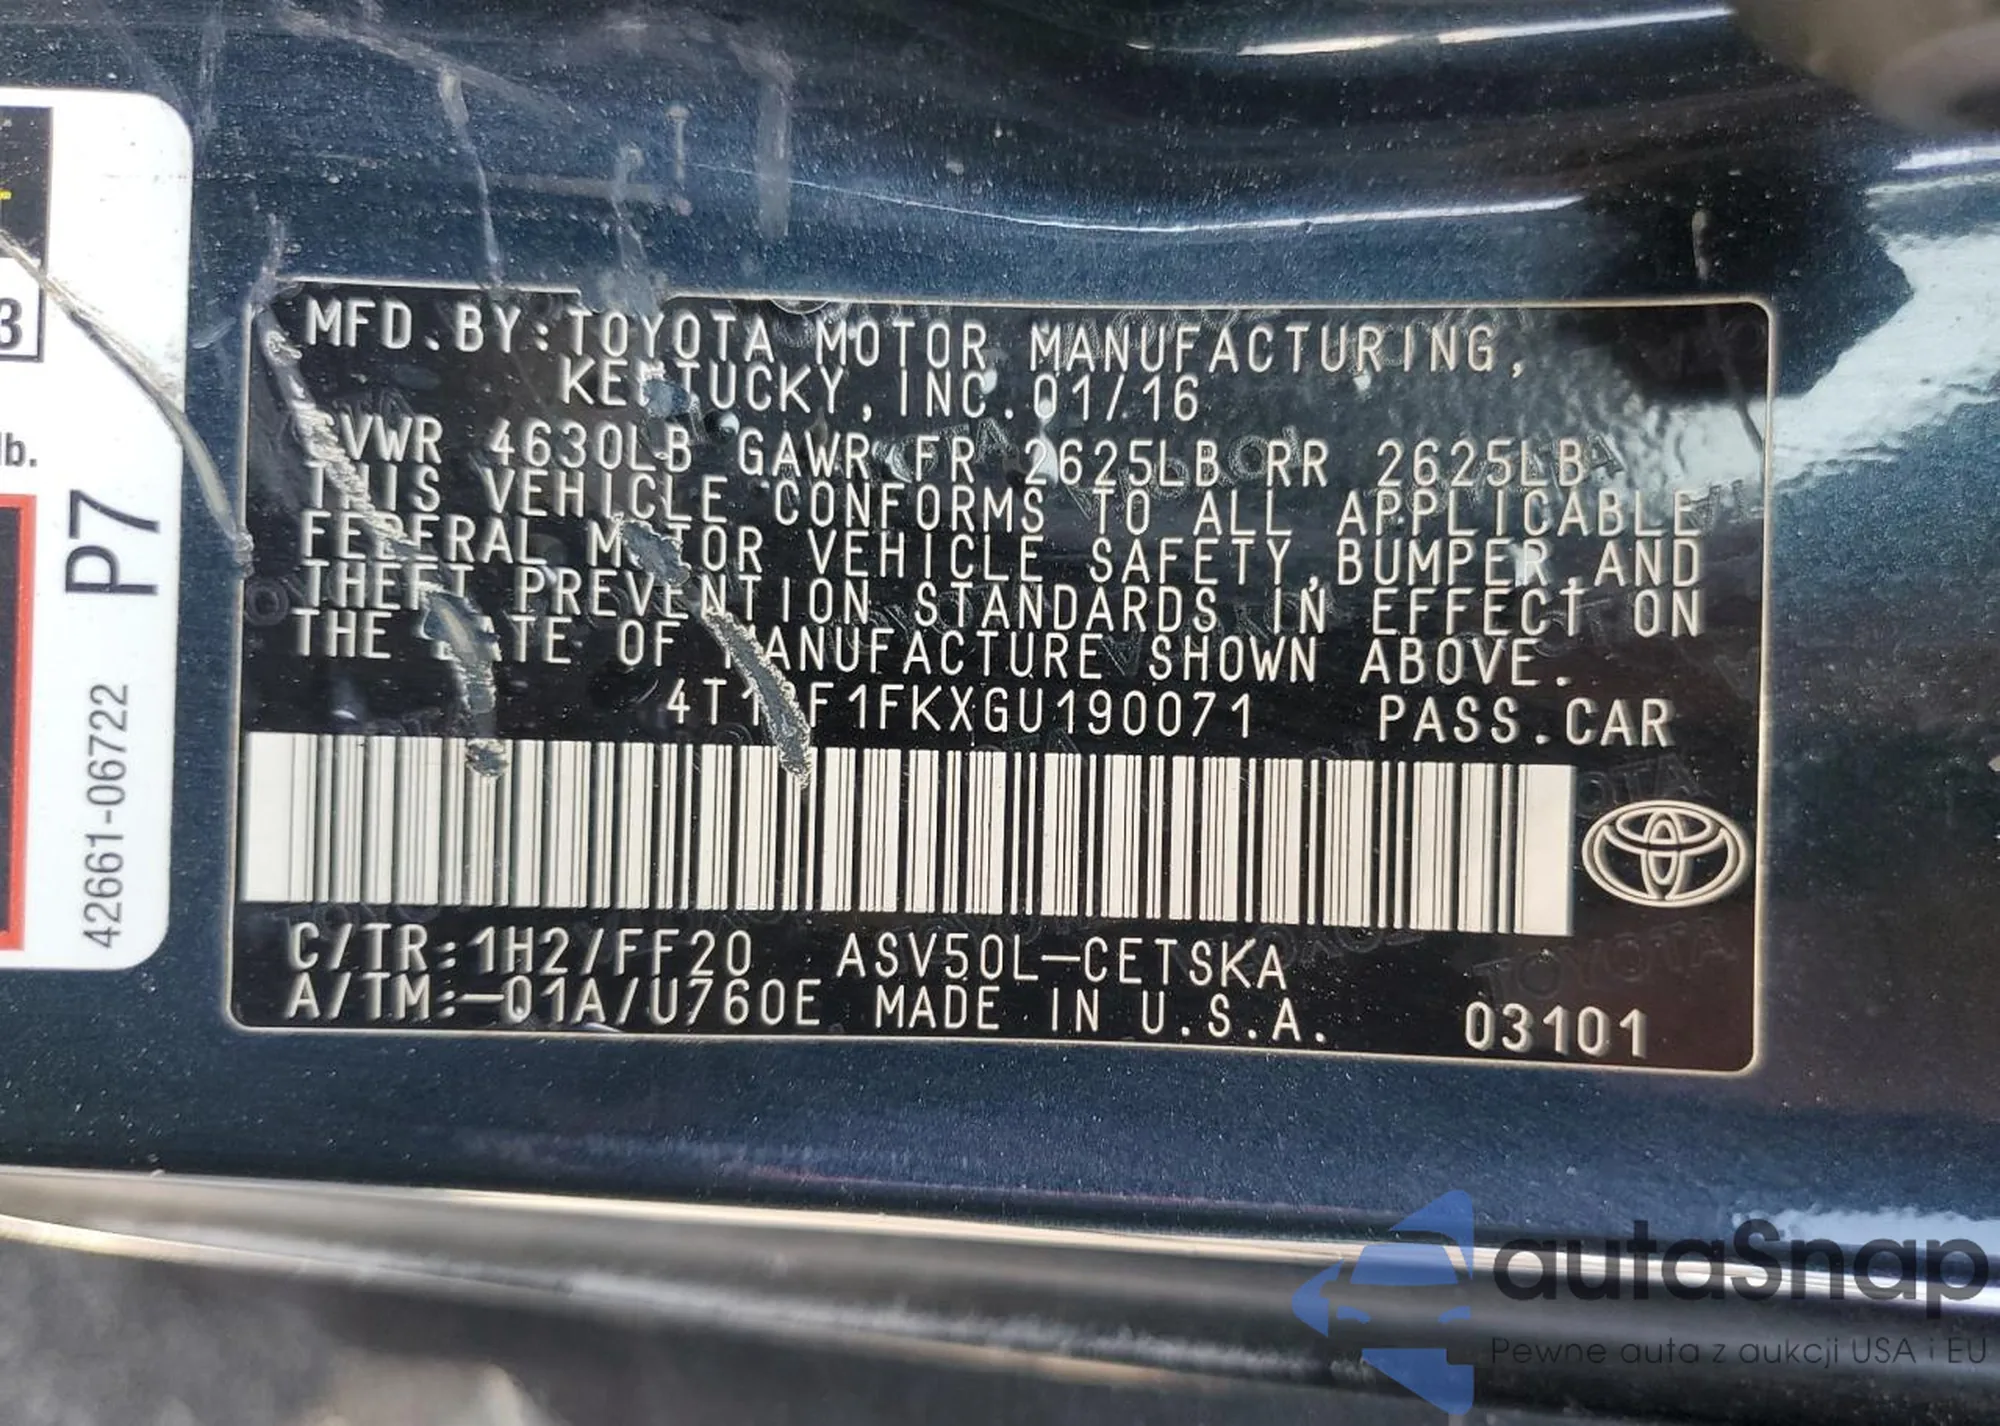 3
lb.
P7
42661-06722
MFD.BY:TOYOTA MOTOR MANUFACTURING,
KENTUCKY, INC.01/16
GVWR 4630LB GAWR FR 2625LB RR 2625LB
THIS VEHICLE CONFORMS TO ALL APPLICABLE
FEDERAL MOTOR VEHICLE SAFETY,BUMPER,AND
THEFT PREVENTION STANDARDS IN EFFECT ON
THE DATE OF MANUFACTURE SHOWN ABOVE.
PASS.CAR
C/TR:1H2/FF20 ASV50L-CETSKA
A/TM:-01A/U760E MADE IN U.S.A. 03101
TOYOTA
autaSnap
Pewne auta z aukcji USA i EU